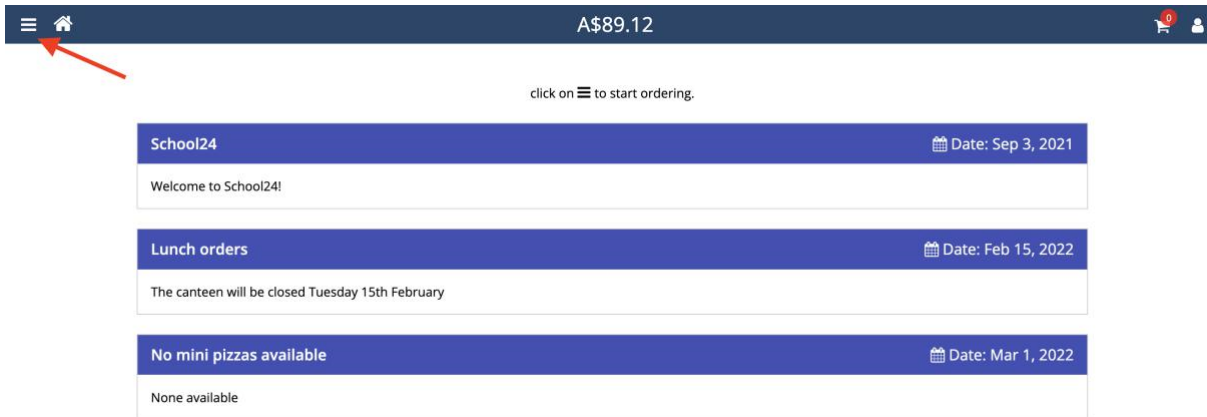 A$89.12
0
click on ☰ to start ordering.
School24 Date: Sep 3, 2021
Welcome to School24!
Lunch orders Date: Feb 15, 2022
The canteen will be closed Tuesday 15th February
No mini pizzas available Date: Mar 1, 2022
None available